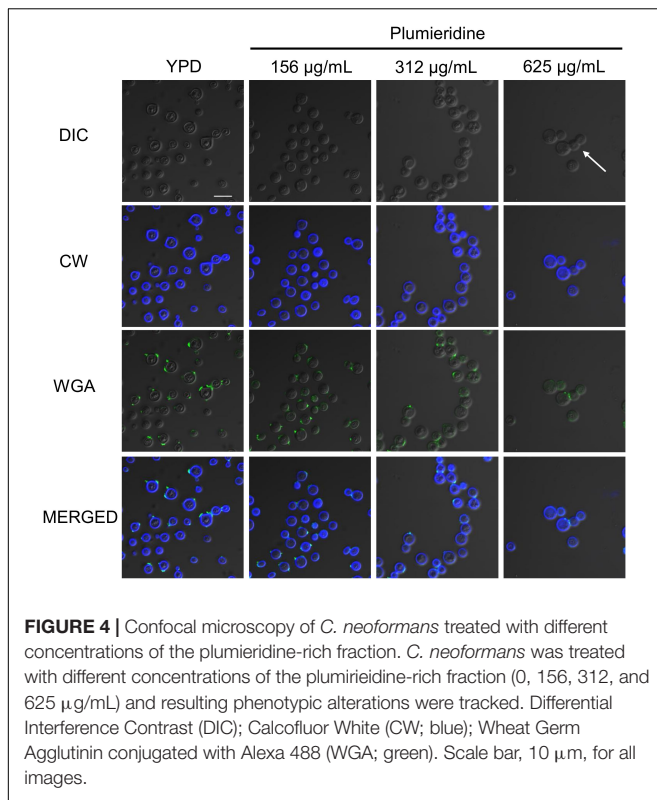 Plumieridine
YPD 156 µg/mL 312 µg/mL 625 µg/mL
DIC
CW
WGA
MERGED
FIGURE 4 | Confocal microscopy of C. neoformans treated with different
concentrations of the plumieridine-rich fraction. C. neoformans was treated
with different concentrations of the plumirieidine-rich fraction (0, 156, 312, and
625 µg/mL) and resulting phenotypic alterations were tracked. Differential
Interference Contrast (DIC); Calcofluor White (CW; blue); Wheat Germ
Agglutinin conjugated with Alexa 488 (WGA; green). Scale bar, 10 µm, for all
images.